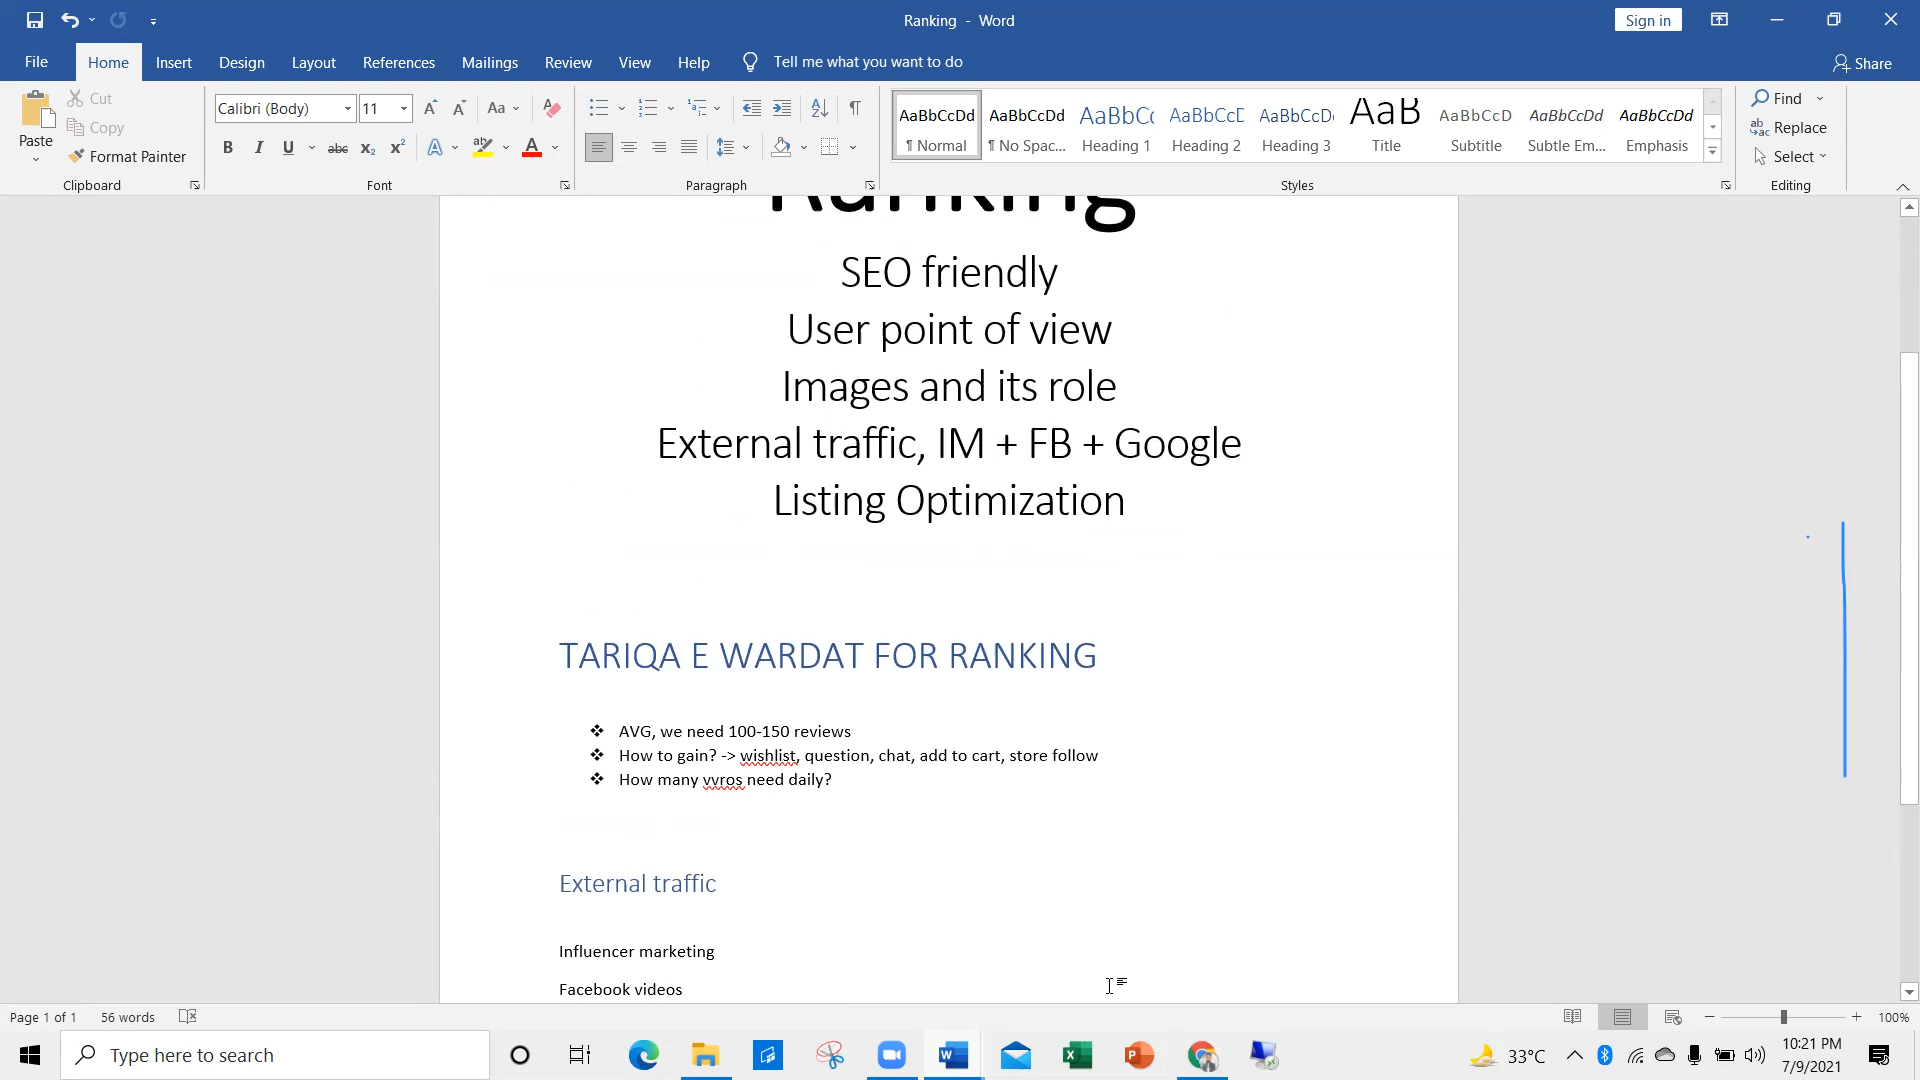 Ranking - Word
Sign in
File Home Insert Design Layout References Mailings Review View Help Tell me what you want to do Share
Paste
Cut
Copy
Format Painter
Clipboard
Calibri (Body) 11
Font
Paragraph
AaBbCcDd AaBbCcDd AaBbCc AaBbCcD AaBbCcDc AaB AaBbCcD AaBbCcDd AaBbCcDd
¶ Normal ¶ No Spac... Heading 1 Heading 2 Heading 3 Title Subtitle Subtle Em... Emphasis
Styles
Find
Replace
Select
Editing
Ranking
SEO friendly
User point of view
Images and its role
External traffic, IM + FB + Google
Listing Optimization
TARIQA E WARDAT FOR RANKING
❖ AVG, we need 100-150 reviews
❖ How to gain? -> wishlist, question, chat, add to cart, store follow
❖ How many vvros need daily?
External traffic
Influencer marketing
Facebook videos
Page 1 of 1 56 words 100%
Type here to search
33°C
10:21 PM
7/9/2021